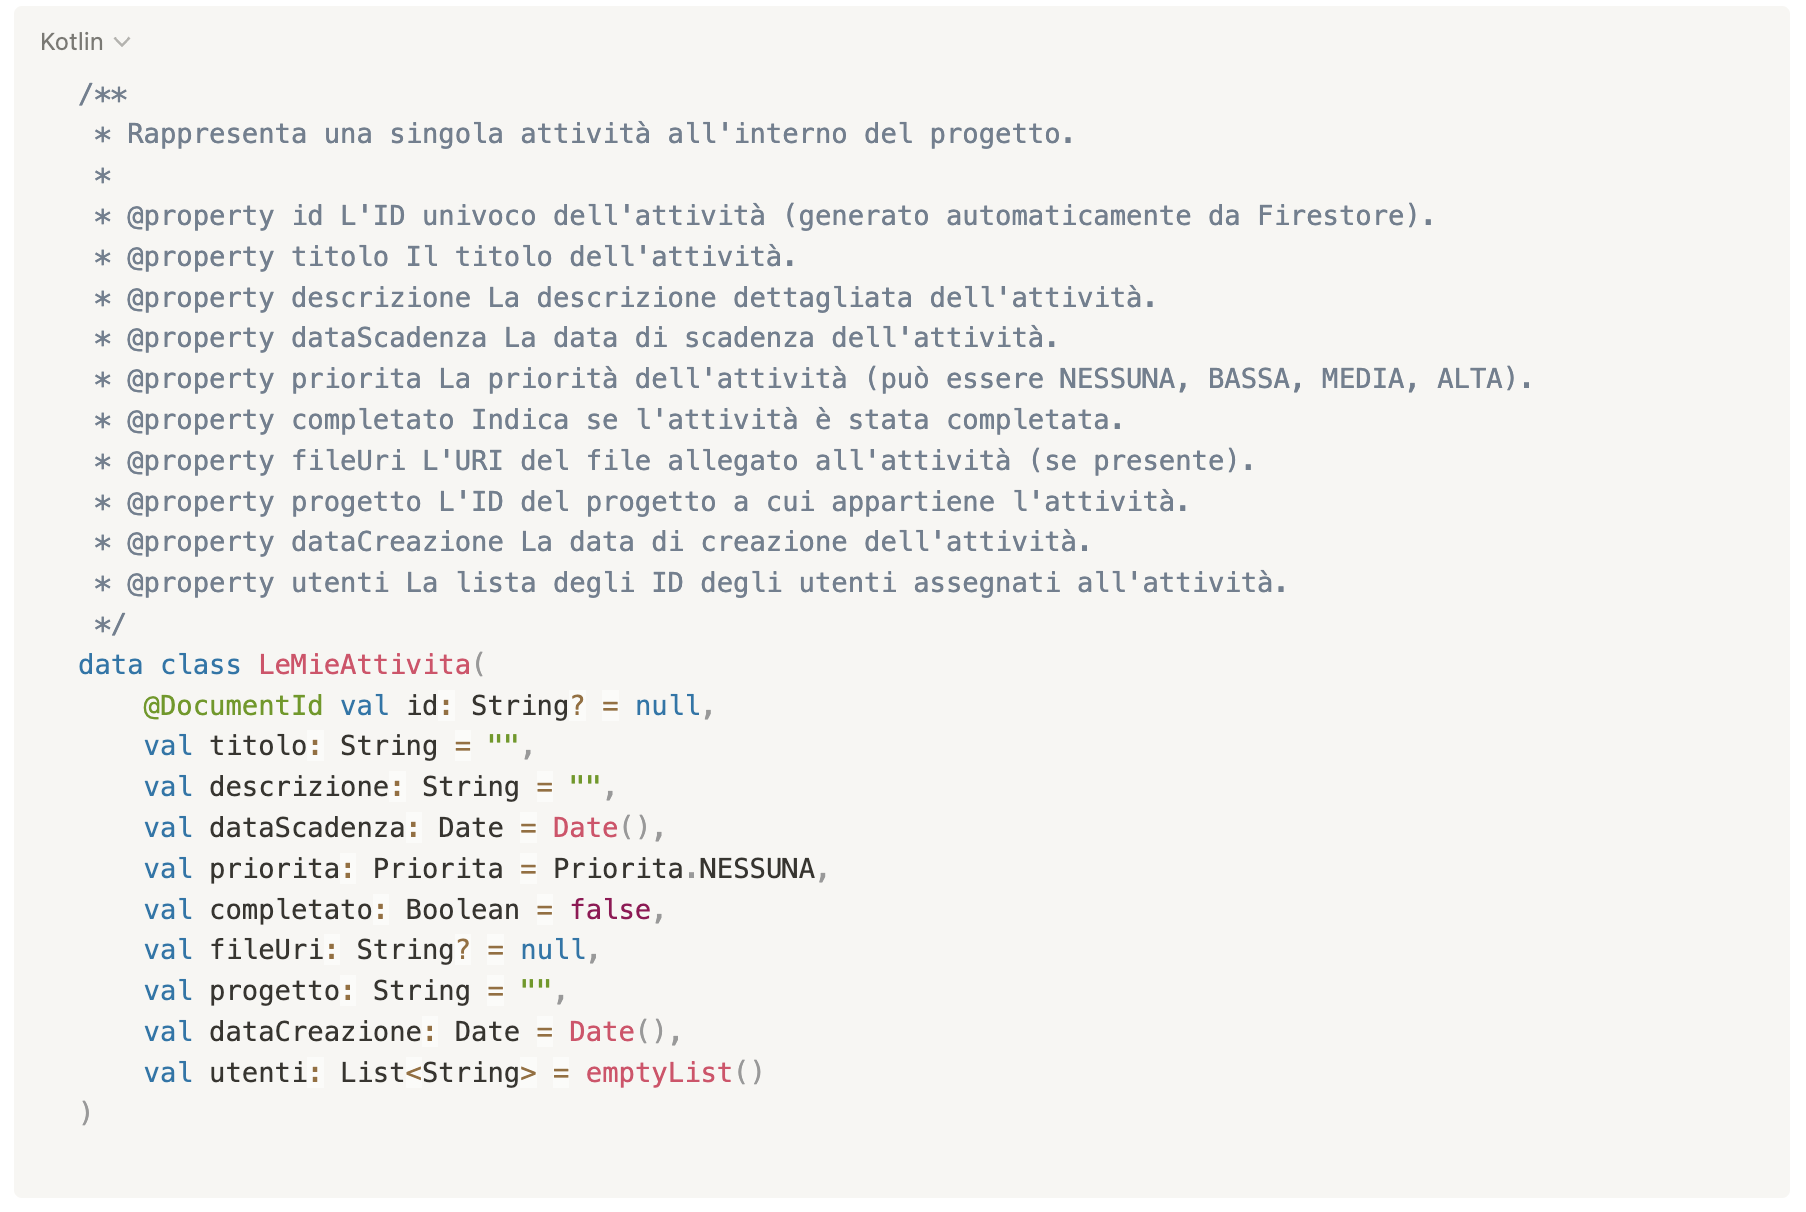 Kotlin
/**
 * Rappresenta una singola attività all'interno del progetto.
 *
 * @property id L'ID univoco dell'attività (generato automaticamente da Firestore).
 * @property titolo Il titolo dell'attività.
 * @property descrizione La descrizione dettagliata dell'attività.
 * @property dataScadenza La data di scadenza dell'attività.
 * @property priorita La priorità dell'attività (può essere NESSUNA, BASSA, MEDIA, ALTA).
 * @property completato Indica se l'attività è stata completata.
 * @property fileUri L'URI del file allegato all'attività (se presente).
 * @property progetto L'ID del progetto a cui appartiene l'attività.
 * @property dataCreazione La data di creazione dell'attività.
 * @property utenti La lista degli ID degli utenti assegnati all'attività.
 */
data class LeMieAttivita(
    @DocumentId val id: String? = null,
    val titolo: String = "",
    val descrizione: String = "",
    val dataScadenza: Date = Date(),
    val priorita: Priorita = Priorita.NESSUNA,
    val completato: Boolean = false,
    val fileUri: String? = null,
    val progetto: String = "",
    val dataCreazione: Date = Date(),
    val utenti: List<String> = emptyList()
)